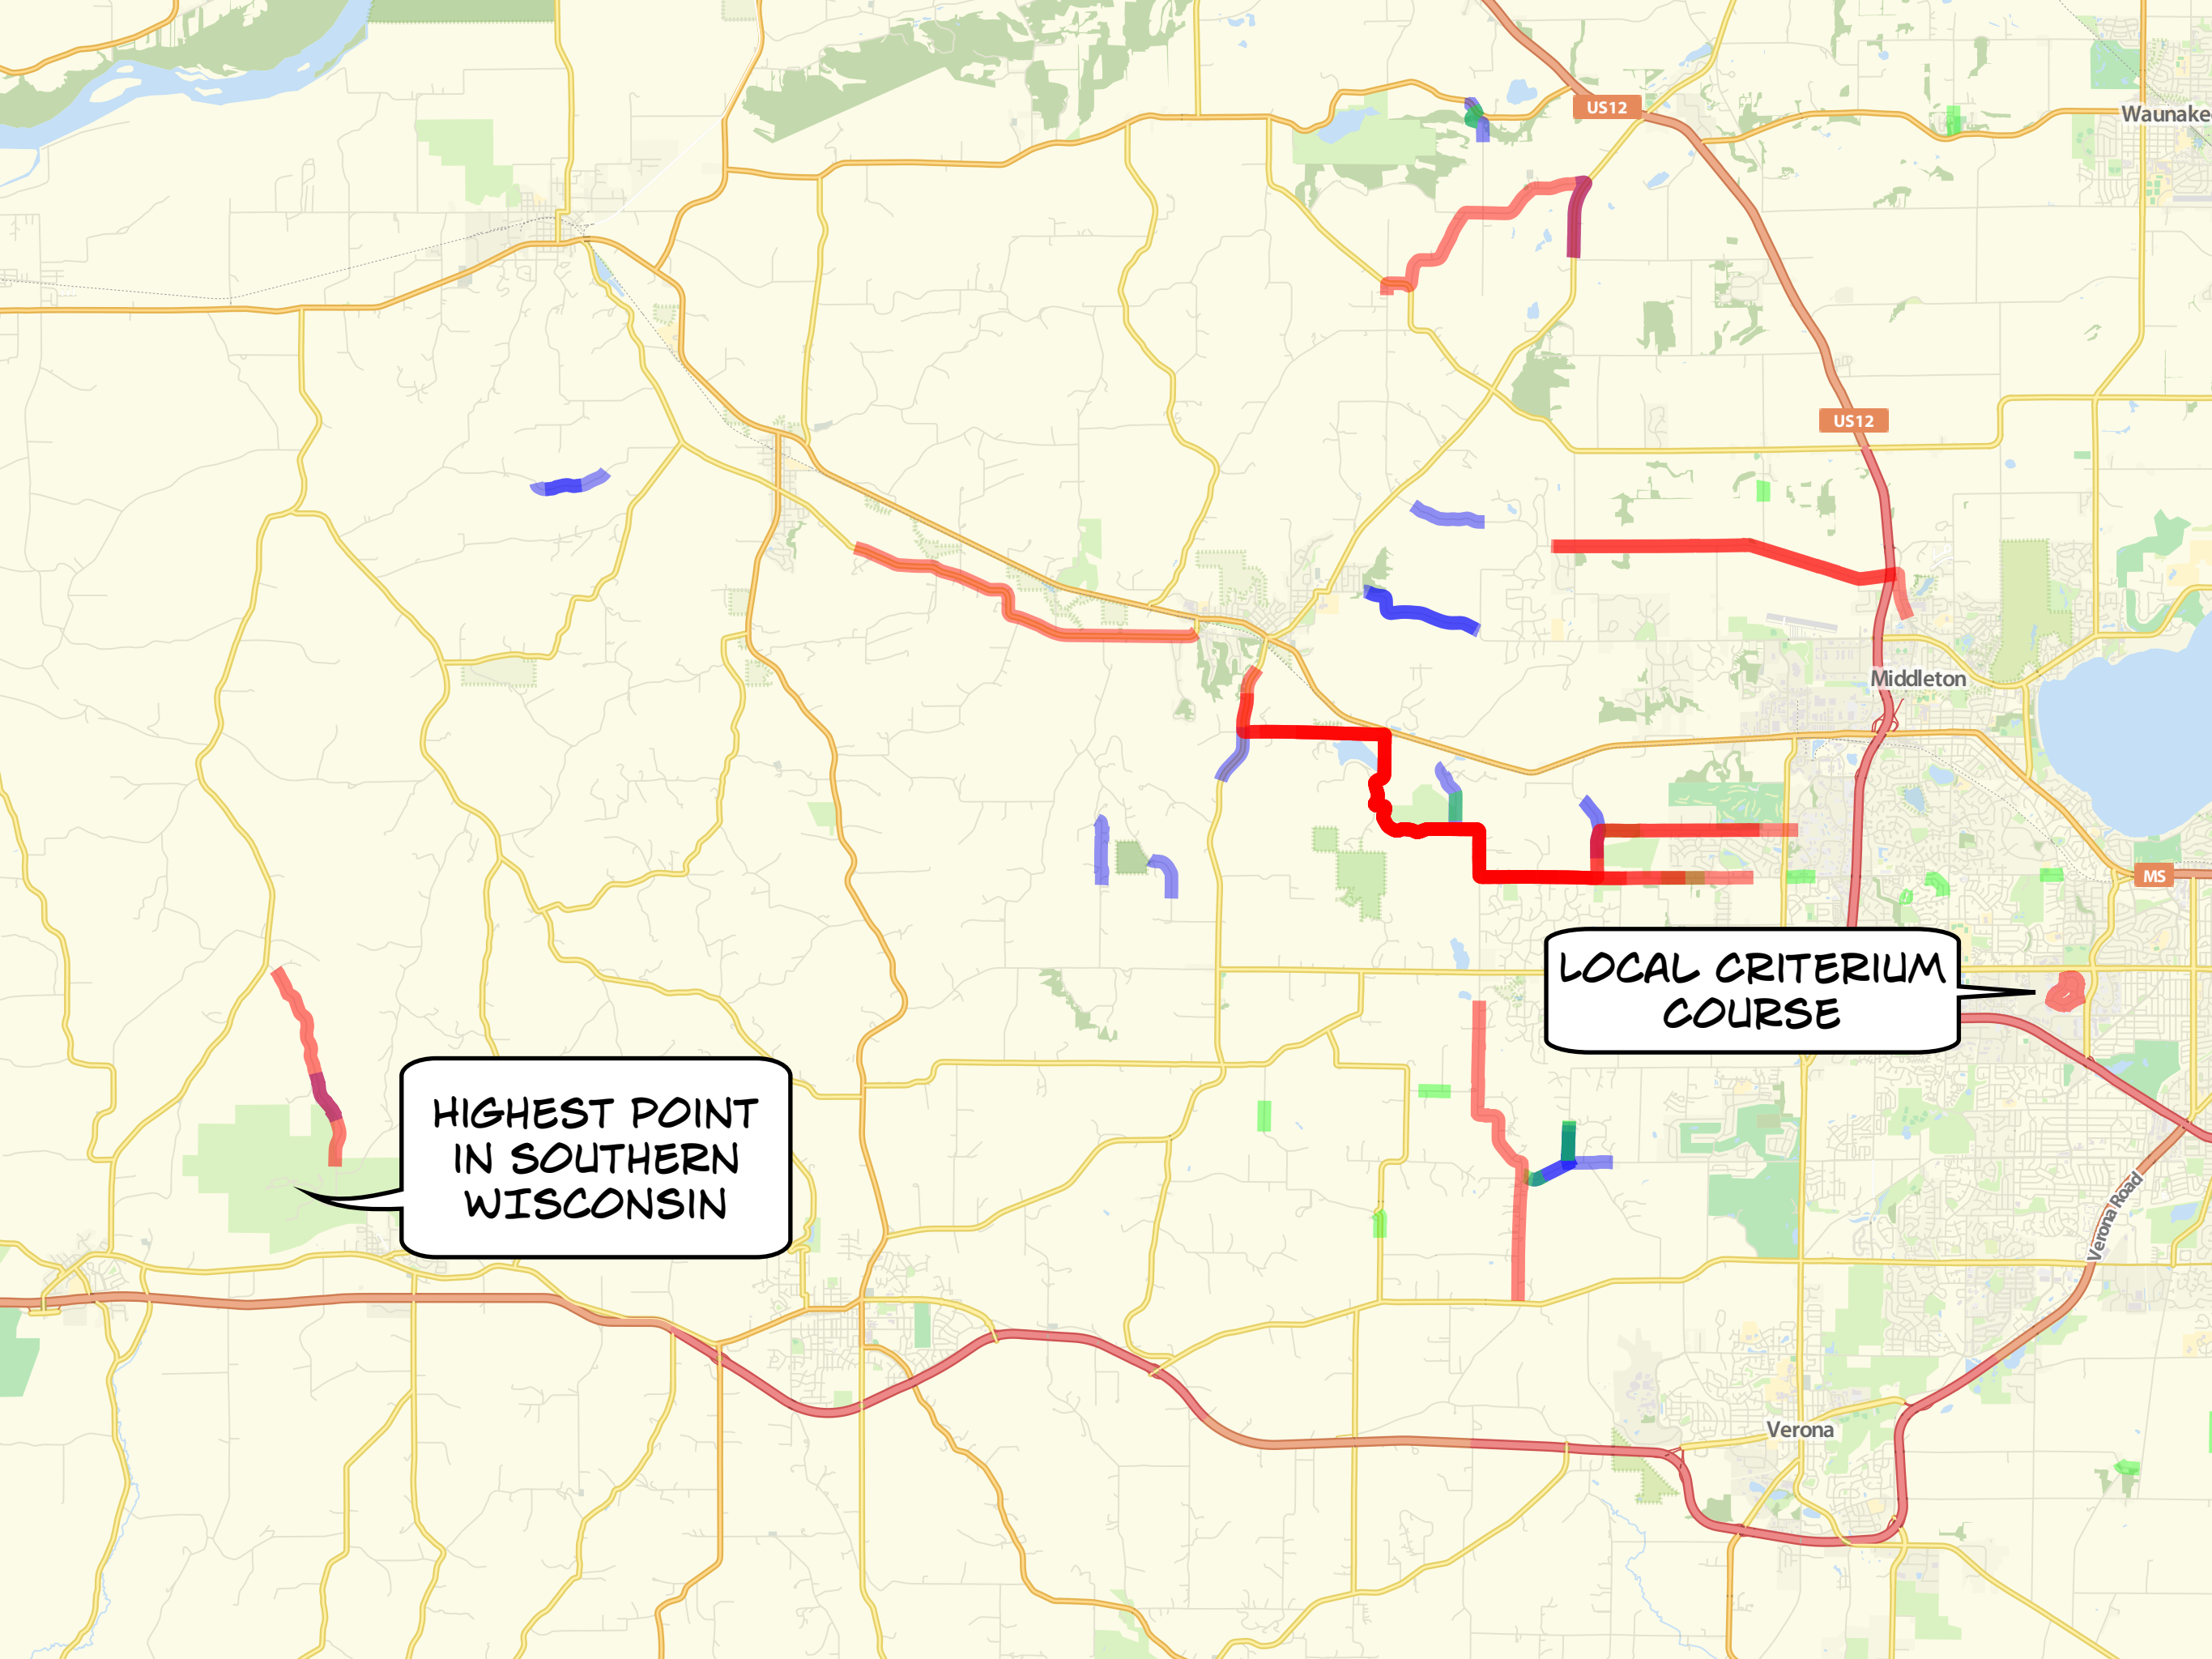 US12
Waunake
US12
Middleton
MS
LOCAL CRITERIUM
COURSE
HIGHEST POINT
IN SOUTHERN
WISCONSIN
Verona Road
Verona